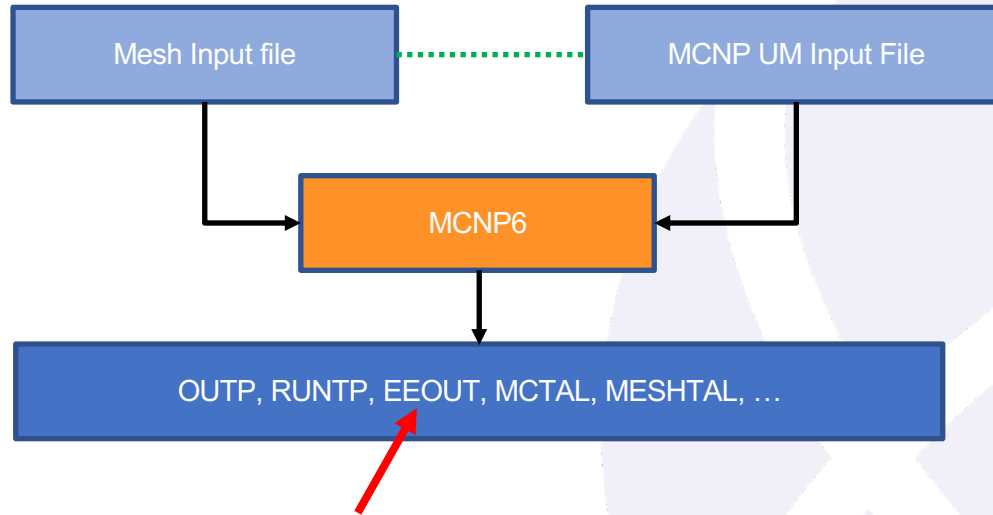 Mesh Input file
MCNP UM Input File
MCNP6
OUTP, RUNTP, EEOUT, MCTAL, MESHTAL, …